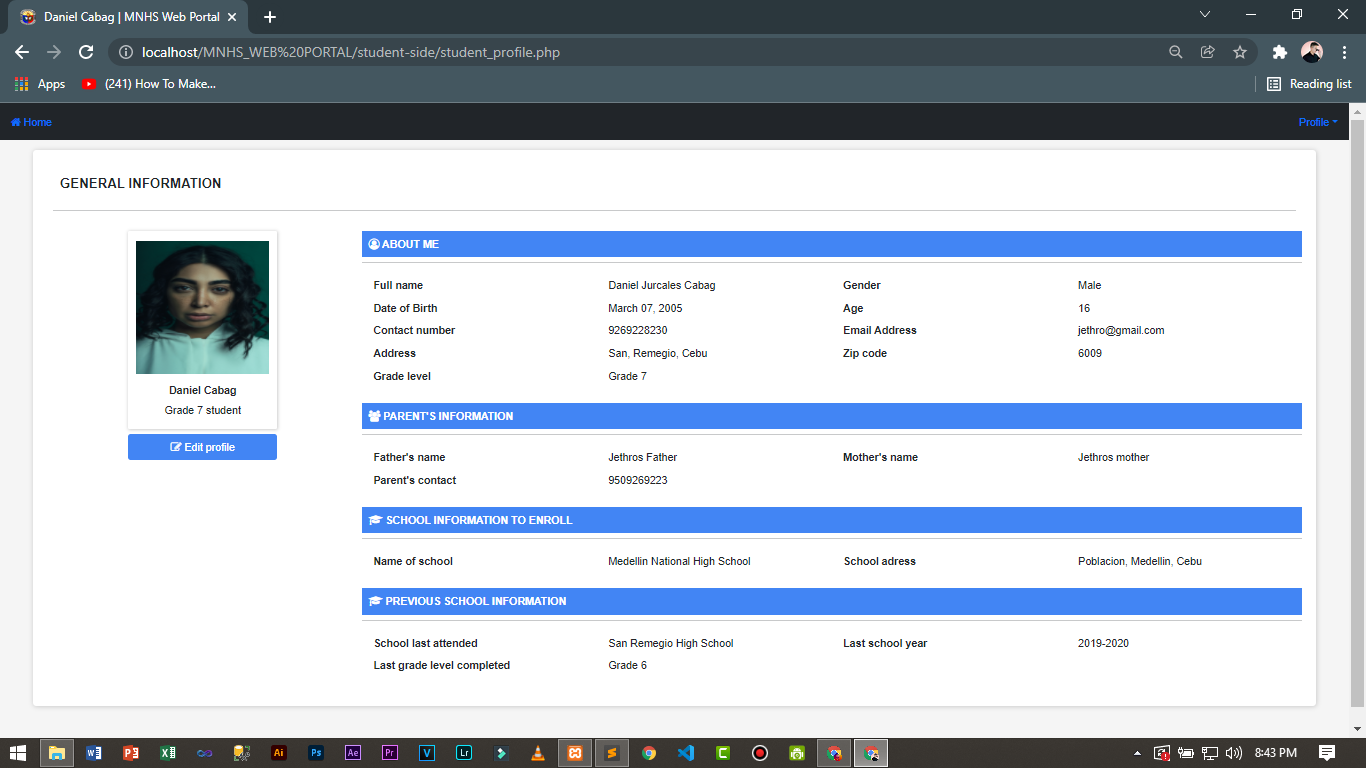 Daniel Cabag | MNHS Web Portal
localhost/MNHS_WEB%20PORTAL/student-side/student_profile.php
Apps (241) How To Make... Reading list
Home Profile
GENERAL INFORMATION
Daniel Cabag
Grade 7 student
Edit profile
ABOUT ME
Full name Daniel Jurcales Cabag Gender Male
Date of Birth March 07, 2005 Age 16
Contact number 9269228230 Email Address jethro@gmail.com
Address San, Remegio, Cebu Zip code 6009
Grade level Grade 7
PARENT'S INFORMATION
Father's name Jethros Father Mother's name Jethros mother
Parent's contact 9509269223
SCHOOL INFORMATION TO ENROLL
Name of school Medellin National High School School adress Poblacion, Medellin, Cebu
PREVIOUS SCHOOL INFORMATION
School last attended San Remegio High School Last school year 2019-2020
Last grade level completed Grade 6
Ai Ps Ae Pr V Lr C
8:43 PM